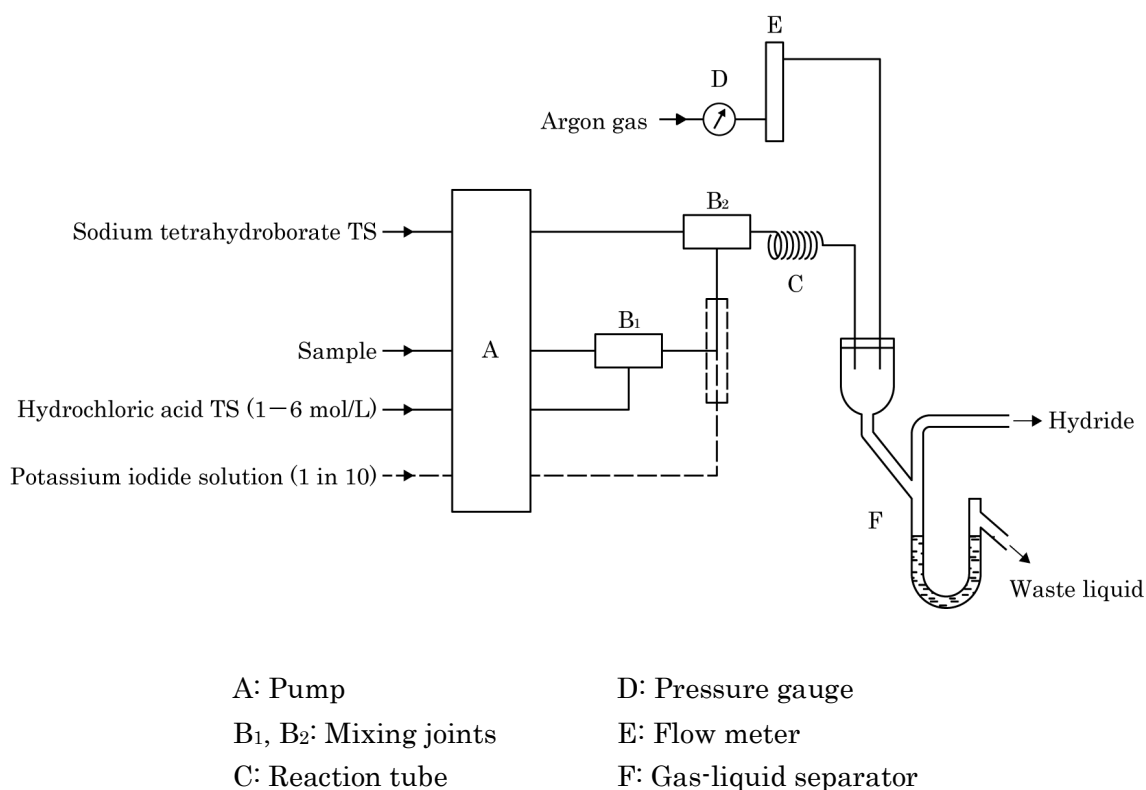 E
D
Argon gas
B₂
Sodium tetrahydroborate TS
C
B₁
Sample
A
Hydrochloric acid TS (1−6 mol/L)
Hydride
Potassium iodide solution (1 in 10)
F
Waste liquid
A: Pump
B₁, B₂: Mixing joints
C: Reaction tube
D: Pressure gauge
E: Flow meter
F: Gas-liquid separator